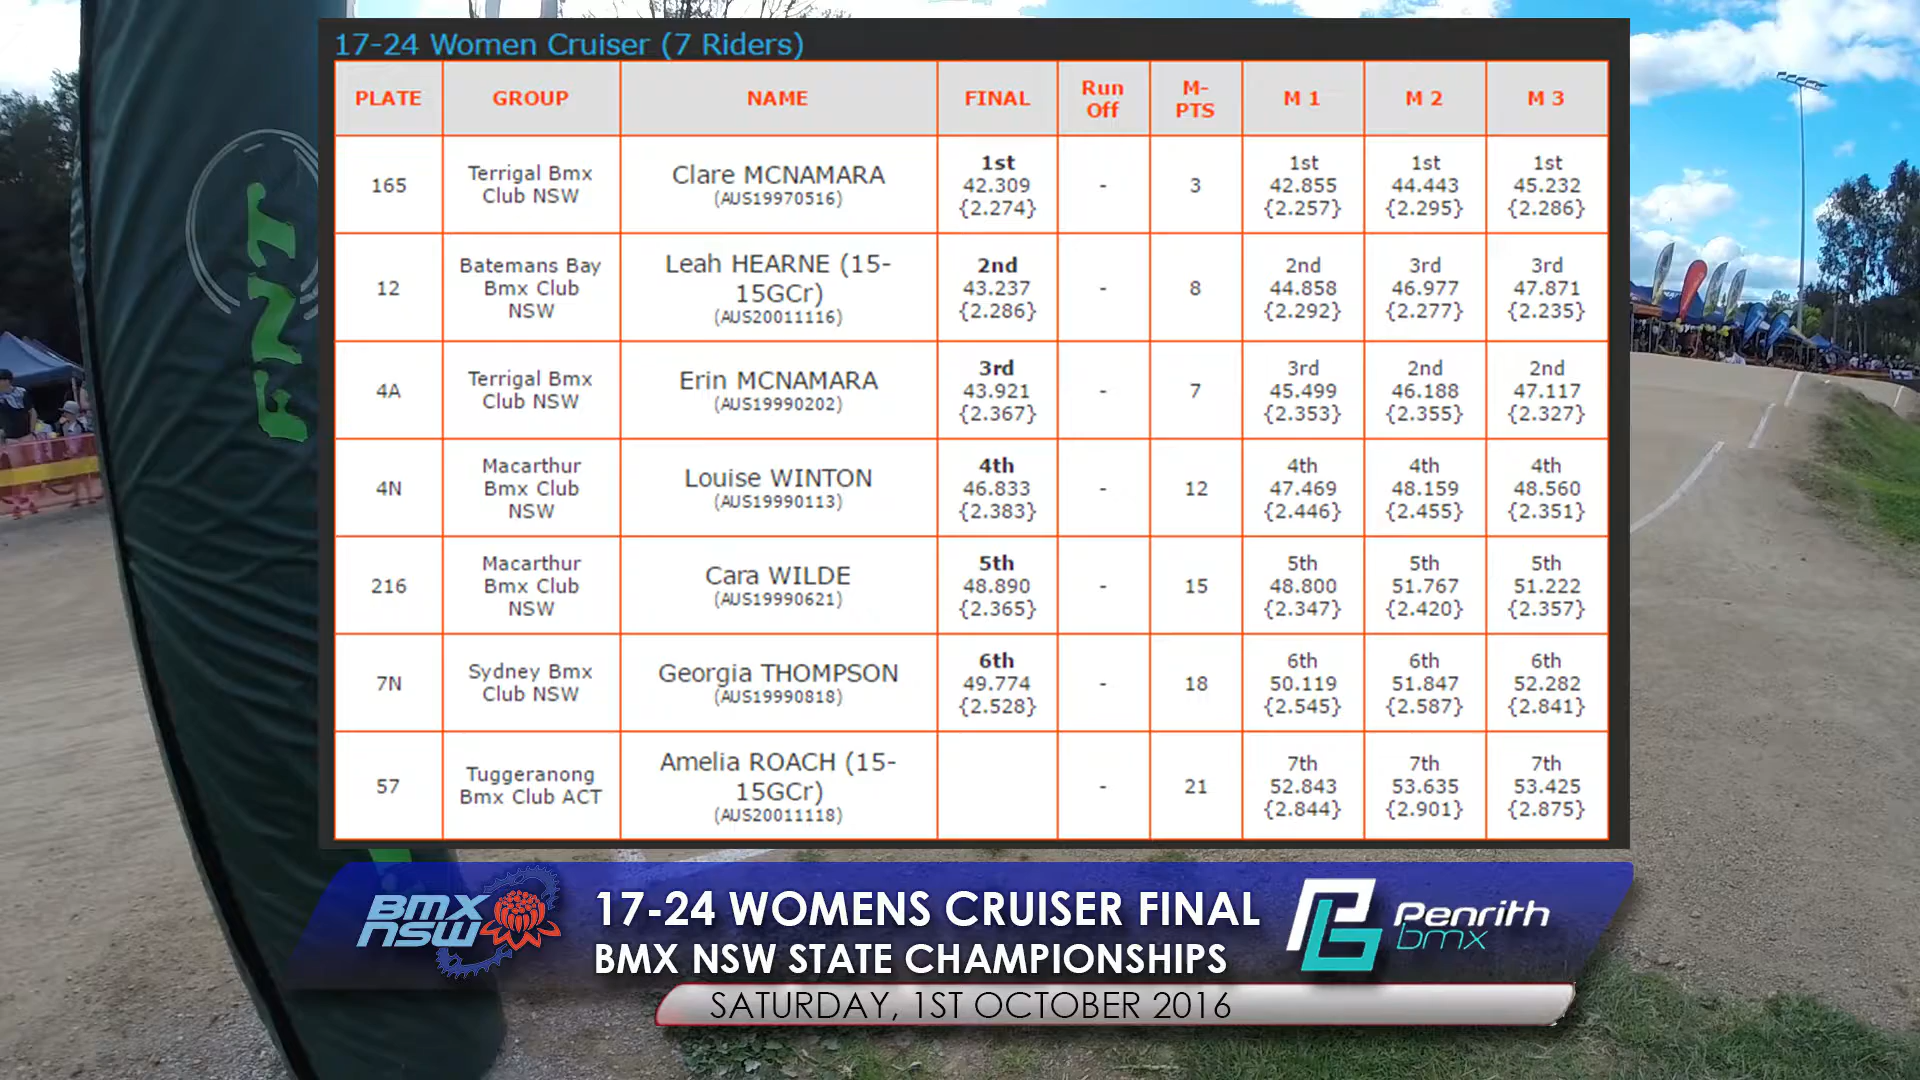 17-24 Women Cruiser (7 Riders)
PLATE GROUP NAME FINAL Run Off M-PTS M 1 M 2 M 3
165 Terrigal Bmx Club NSW Clare MCNAMARA (AUS19970516) 1st 42.309 {2.274} - 3 1st 42.855 {2.257} 1st 44.443 {2.295} 1st 45.232 {2.286}
12 Batemans Bay Bmx Club NSW Leah HEARNE (15-15GCr) (AUS20011116) 2nd 43.237 {2.286} - 8 2nd 44.858 {2.292} 3rd 46.977 {2.277} 3rd 47.871 {2.235}
4A Terrigal Bmx Club NSW Erin MCNAMARA (AUS19990202) 3rd 43.921 {2.367} - 7 3rd 45.499 {2.353} 2nd 46.188 {2.355} 2nd 47.117 {2.327}
4N Macarthur Bmx Club NSW Louise WINTON (AUS19990113) 4th 46.833 {2.383} - 12 4th 47.469 {2.446} 4th 48.159 {2.455} 4th 48.560 {2.351}
216 Macarthur Bmx Club NSW Cara WILDE (AUS19990621) 5th 48.890 {2.365} - 15 5th 48.800 {2.347} 5th 51.767 {2.420} 5th 51.222 {2.357}
7N Sydney Bmx Club NSW Georgia THOMPSON (AUS19990818) 6th 49.774 {2.528} - 18 6th 50.119 {2.545} 6th 51.847 {2.587} 6th 52.282 {2.841}
57 Tuggeranong Bmx Club ACT Amelia ROACH (15-15GCr) (AUS20011118) - 21 7th 52.843 {2.844} 7th 53.635 {2.901} 7th 53.425 {2.875}
FNT
BMX NSW
17-24 WOMENS CRUISER FINAL
BMX NSW STATE CHAMPIONSHIPS
Penrith
bmx
SATURDAY, 1ST OCTOBER 2016